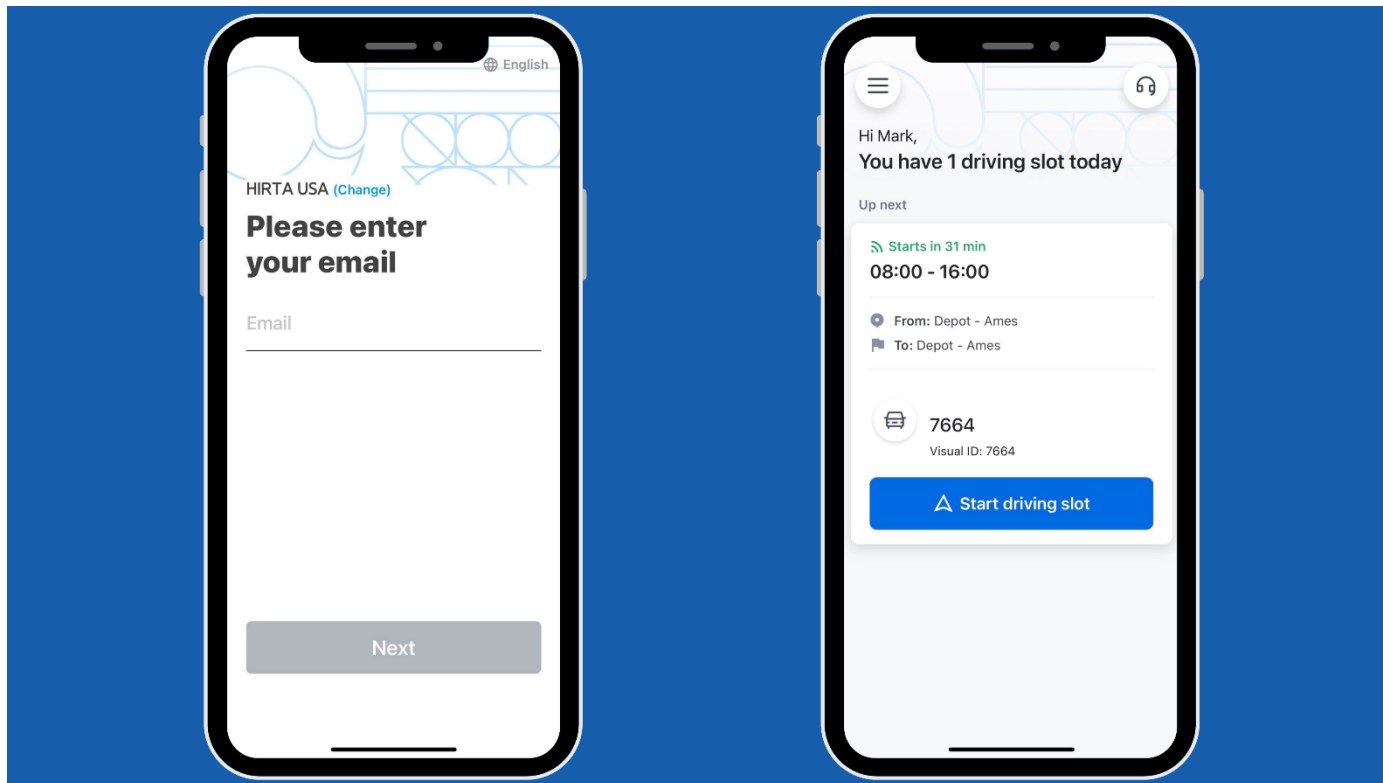 English
HIRTA USA (Change)
Please enter
your email
Email
Next
Hi Mark,
You have 1 driving slot today
Up next
Starts in 31 min
08:00 - 16:00
From: Depot - Ames
To: Depot - Ames
7664
Visual ID: 7664
Start driving slot